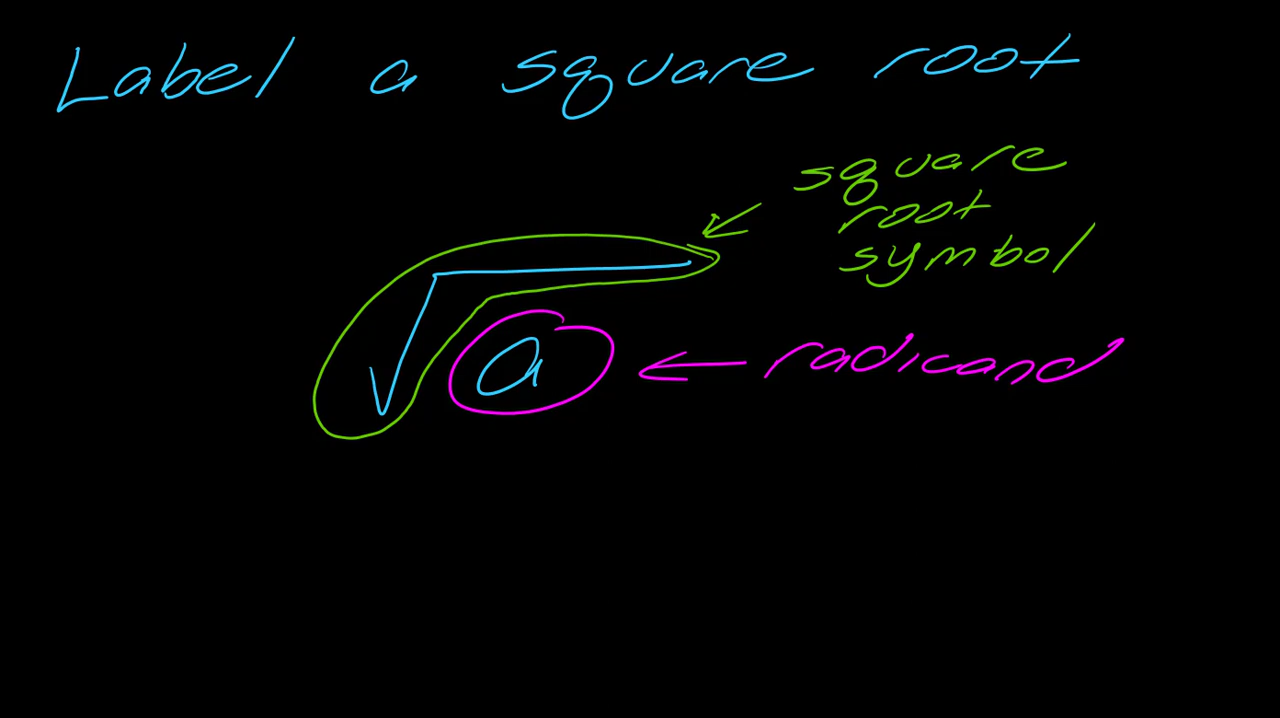 Label a square root
square
root
symbol
√a
← radicand